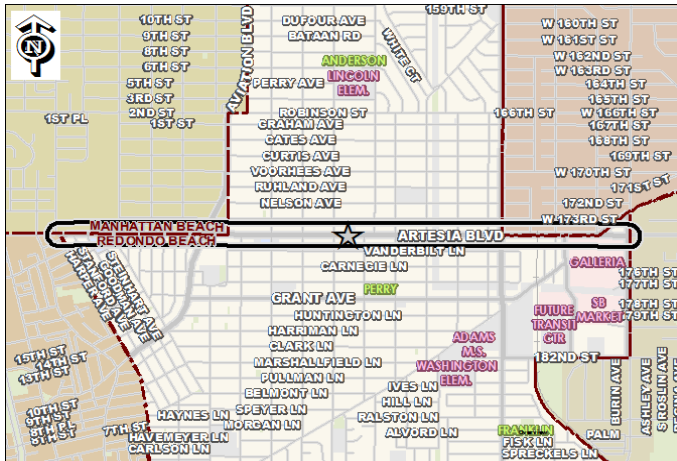 10TH ST
9TH ST
8TH ST
6TH ST
5TH ST
3RD ST
2ND ST
1ST ST
1ST PL
N
AVIATION BLVD
DUFOUR AVE
BATAAN RD
ANDERSON
LINCOLN
ELEM.
PERRY AVE
ROBINSON ST
GRAHAM AVE
GATES AVE
CURTIS AVE
VOORHEES AVE
RUHLAND AVE
NELSON AVE
WHITE CT
159TH ST
W 160TH ST
W 161ST ST
W 162ND ST
W 163RD ST
164TH ST
165TH ST
W 166TH ST
166TH ST
167TH ST
168TH ST
169TH ST
W 170TH ST
171ST ST
172ND ST
W 173RD ST
MANHATTAN BEACH
REDONDO BEACH
ARTESIA BLVD
VANDERBILT LN
CARNEGIE LN
PERRY
GRANT AVE
HUNTINGTON LN
HARRIMAN LN
CLARK LN
MARSHALLFIELD LN
PULLMAN LN
BELMONT LN
SPEYER LN
MORGAN LN
HAYNES LN
HAVEMEYER LN
CARLSON LN
STEINHART AVE
GOODMAN AVE
HARPER AVE
15TH ST
14TH ST
13TH ST
10TH ST
9TH ST
8TH PL
8TH ST
7TH ST
ADAMS
M.S.
WASHINGTON
ELEM.
IVES LN
HILL LN
RALSTON LN
ALVORD LN
GALLERIA
SB
MARKET
FUTURE
TRANSIT
CTR
182ND ST
176TH ST
177TH ST
178TH ST
179TH ST
FRANKLIN
FISK LN
SPRECKELS LN
PALM
BURIN AVE
ASHLEY AVE
S ROSLIN AVE